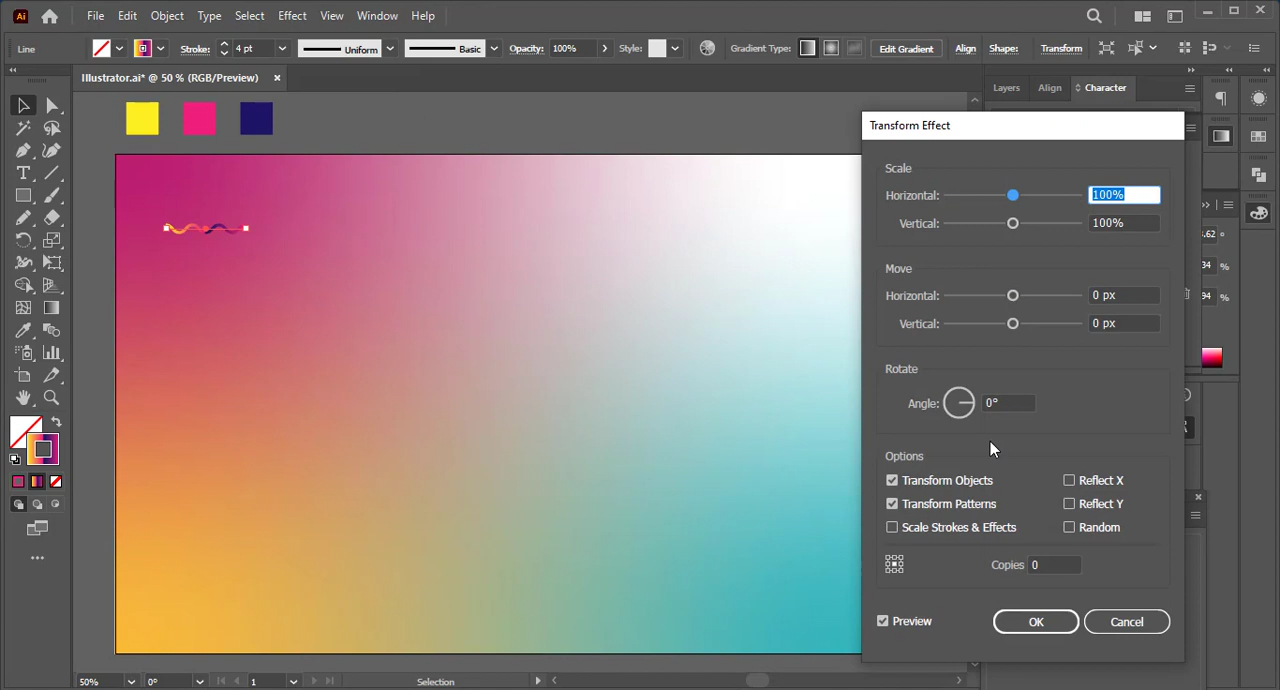 Ai File Edit Object Type Select Effect View Window Help
Line Stroke: 4 pt Uniform Basic Opacity: 100% Style: Gradient Type: Edit Gradient Align Shape: Transform
Illustrator.ai* @ 50 % (RGB/Preview) ×
Layers Align Character
Transform Effect
Scale
Horizontal: 100%
Vertical: 100%
Move
Horizontal: 0 px
Vertical: 0 px
Rotate
Angle: 0°
Options
Transform Objects Reflect X
Transform Patterns Reflect Y
Scale Strokes & Effects Random
Copies 0
Preview OK Cancel
50% 0° 1 Selection